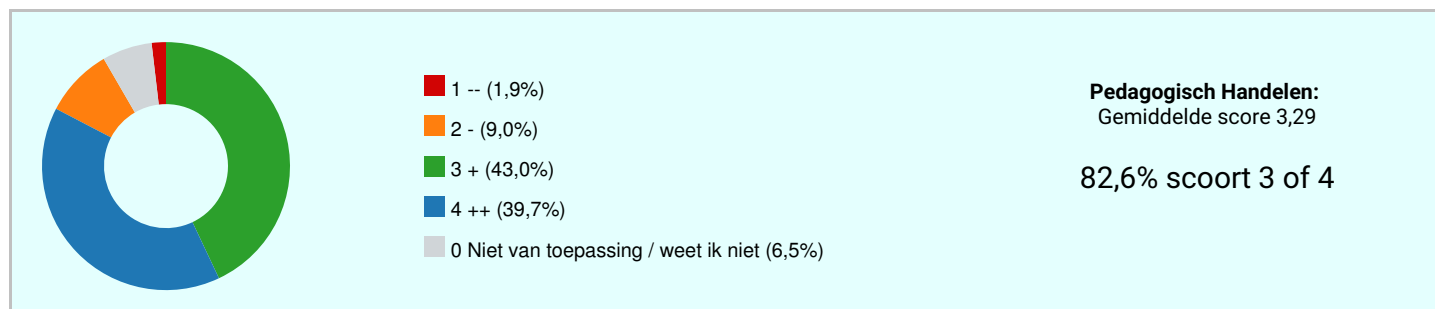 1 -- (1,9%)
2 - (9,0%)
3 + (43,0%)
4 ++ (39,7%)
0 Niet van toepassing / weet ik niet (6,5%)
Pedagogisch Handelen:
Gemiddelde score 3,29
82,6% scoort 3 of 4